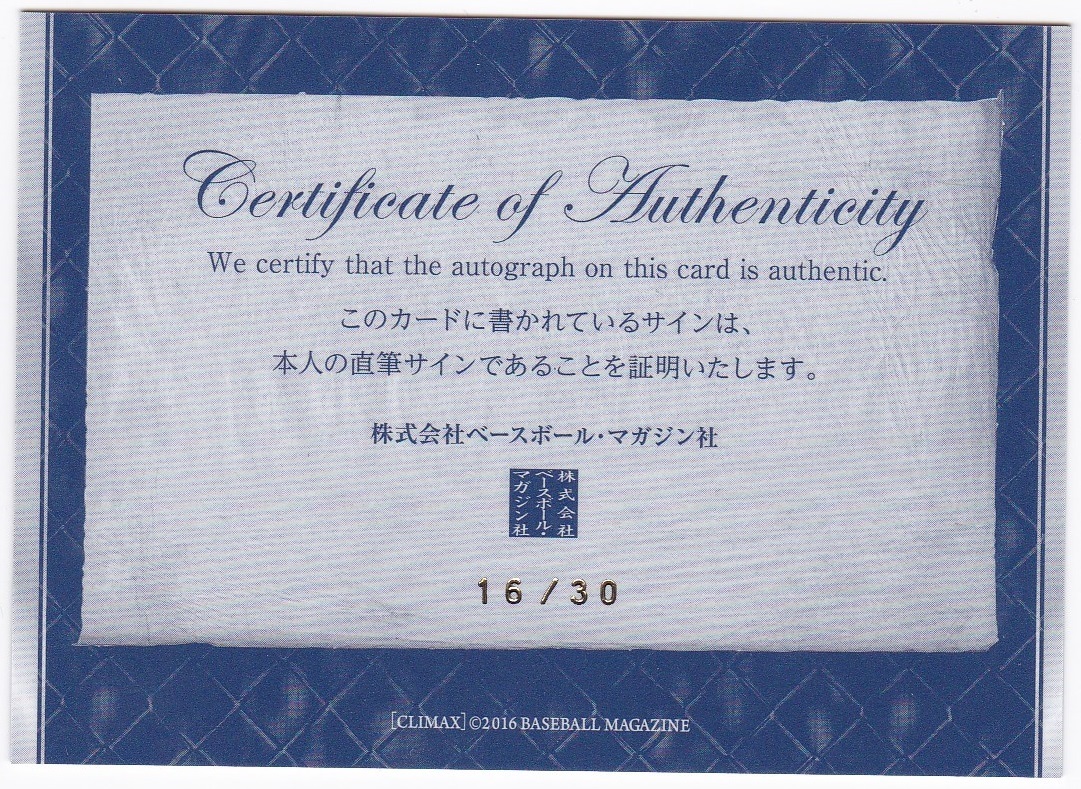 Certificate of Authenticity
We certify that the autograph on this card is authentic.
このカードに書かれているサインは、
本人の直筆サインであることを証明いたします。
株式会社ベースボール・マガジン社
株式会社
ベースボール・
マガジン社
16/30
[CLIMAX] ©2016 BASEBALL MAGAZINE